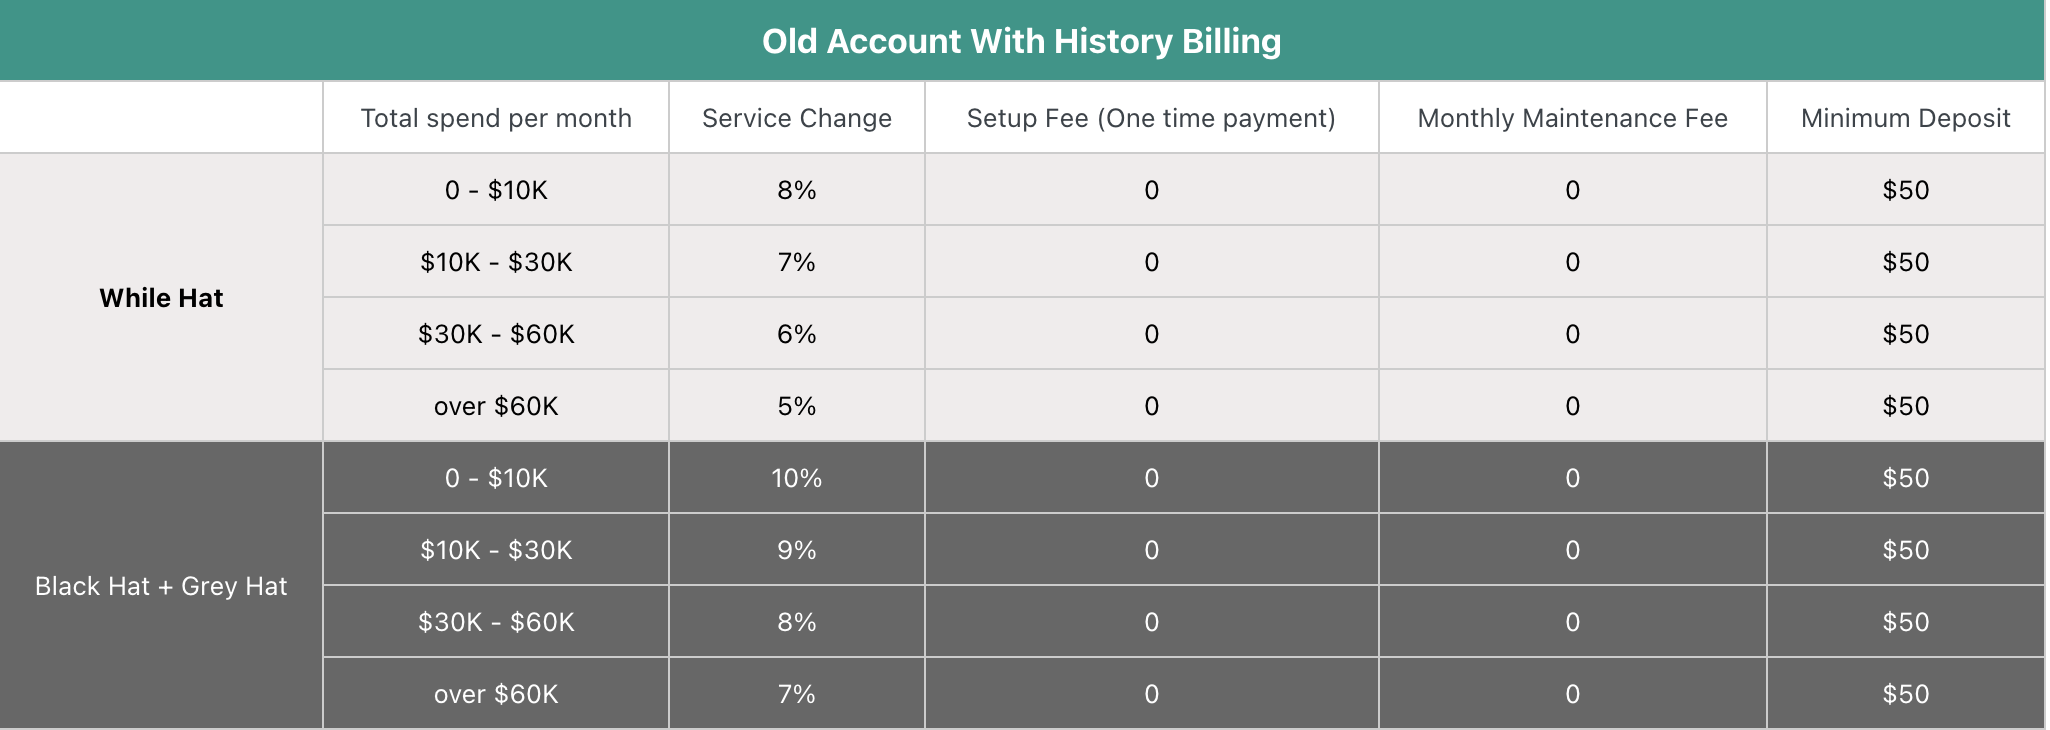 Old Account With History Billing
Total spend per month Service Change Setup Fee (One time payment) Monthly Maintenance Fee Minimum Deposit
While Hat
0 - $10K 8% 0 0 $50
$10K - $30K 7% 0 0 $50
$30K - $60K 6% 0 0 $50
over $60K 5% 0 0 $50
Black Hat + Grey Hat
0 - $10K 10% 0 0 $50
$10K - $30K 9% 0 0 $50
$30K - $60K 8% 0 0 $50
over $60K 7% 0 0 $50